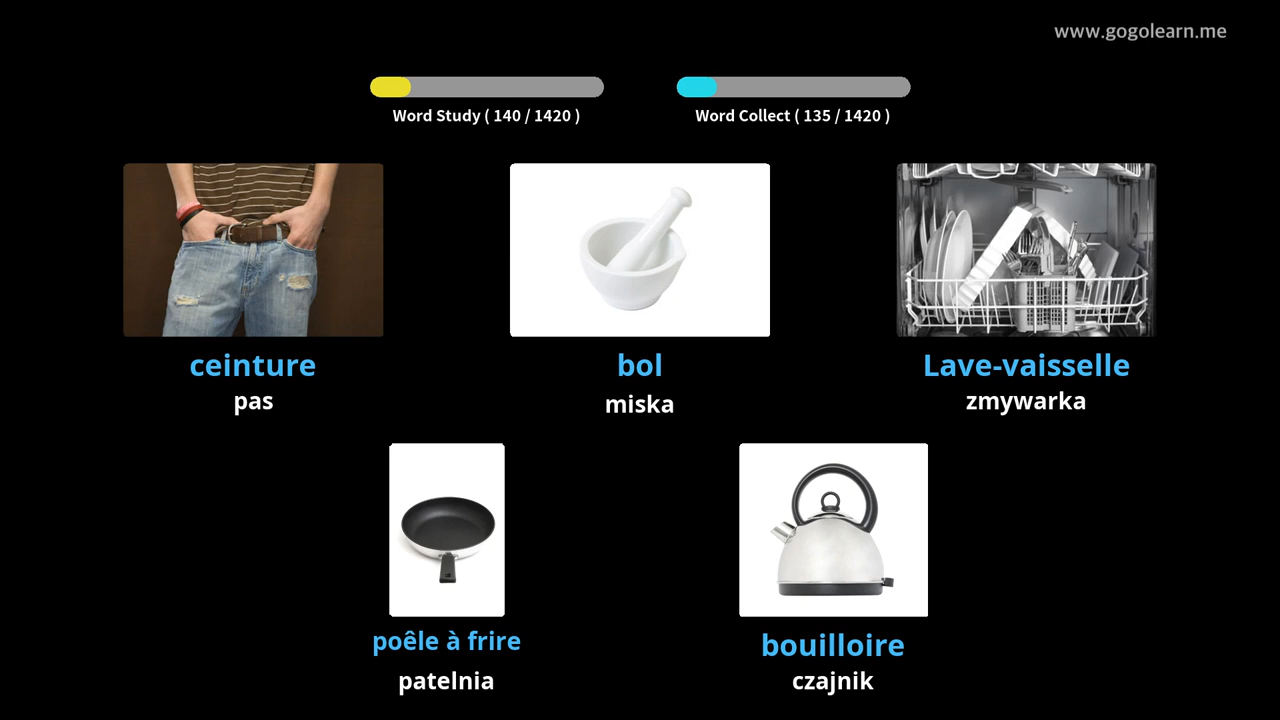 www.gogolearn.me
Word Study ( 140 / 1420 )
Word Collect ( 135 / 1420 )
ceinture
pas
bol
miska
Lave-vaisselle
zmywarka
poêle à frire
patelnia
bouilloire
czajnik